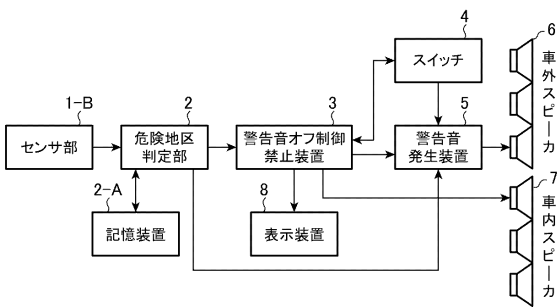 4
スイッチ
6
車外スピーカ
1-B
センサ部
2
危険地区
判定部
3
警告音オフ制御
禁止装置
5
警告音
発生装置
7
車内スピーカ
2-A
記憶装置
8
表示装置